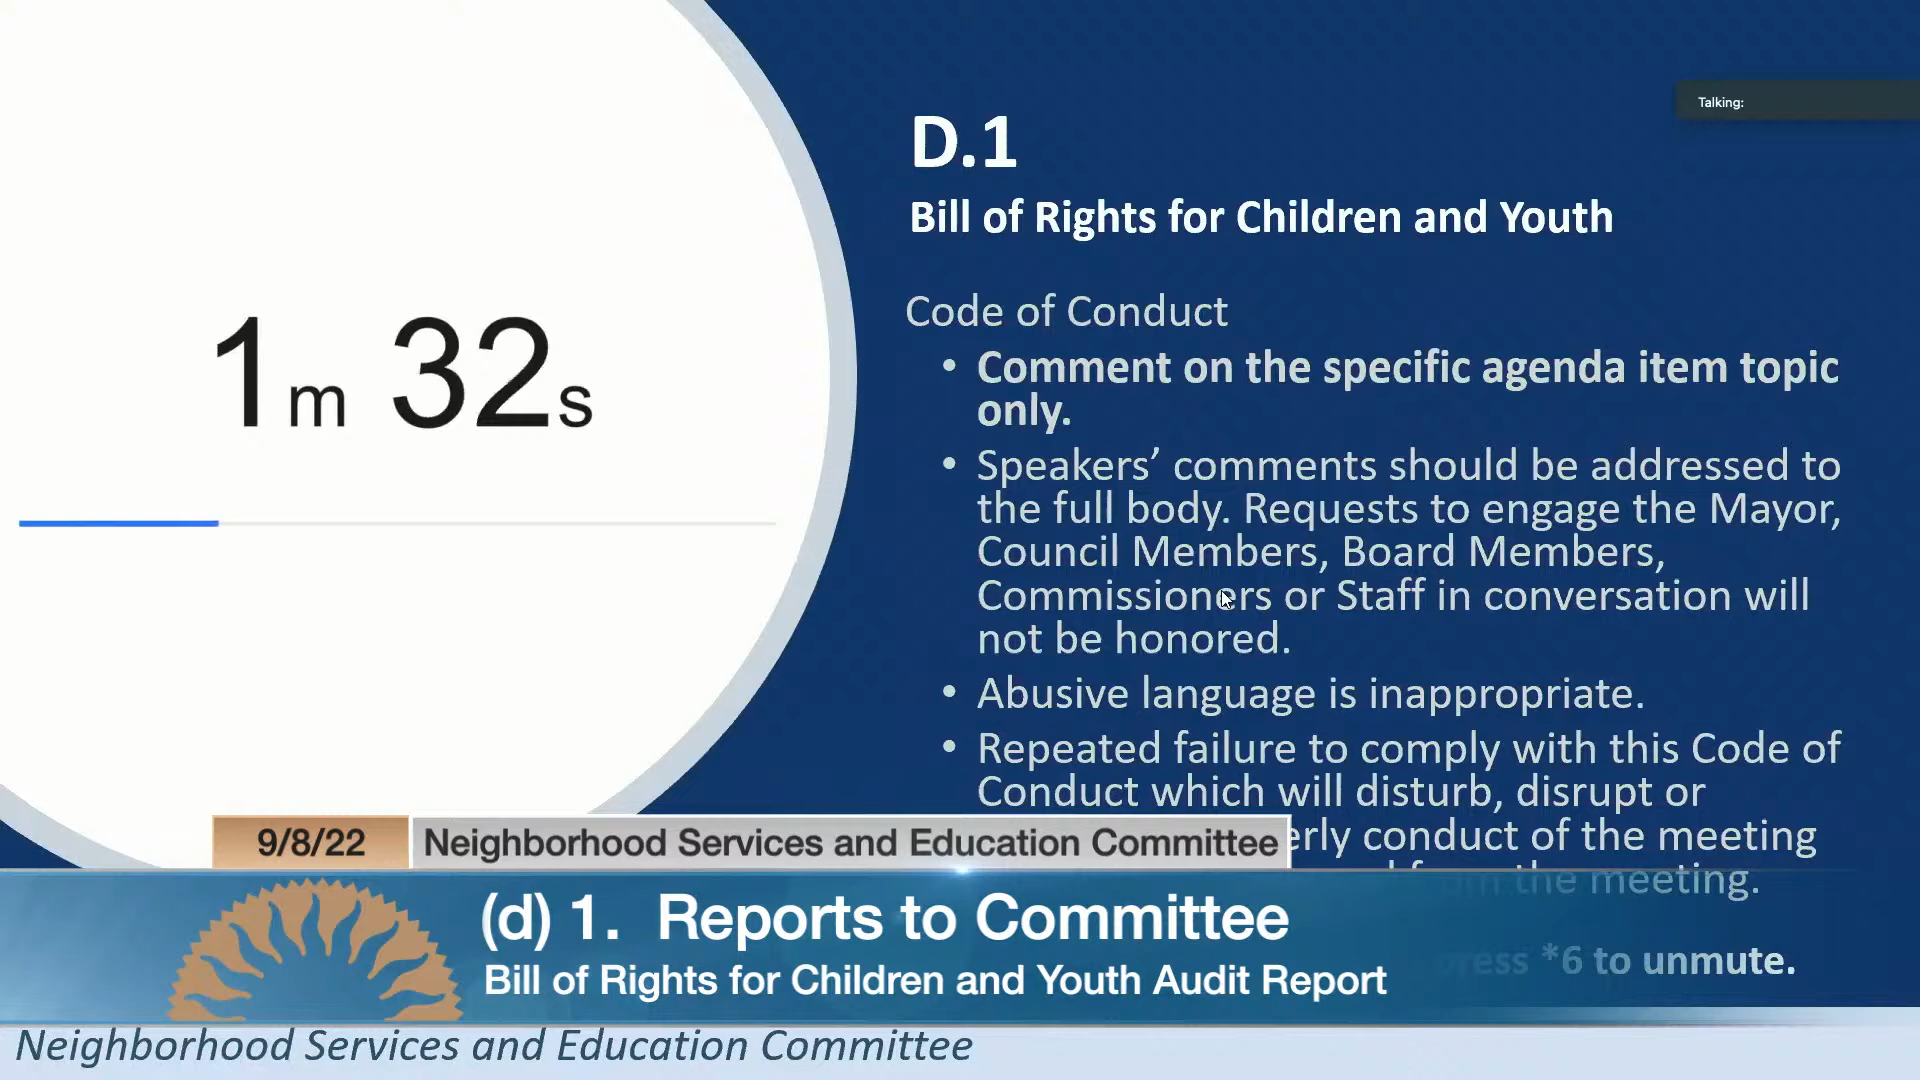 Talking:
D.1
Bill of Rights for Children and Youth
1m 32s
Code of Conduct
• Comment on the specific agenda item topic
only.
• Speakers’ comments should be addressed to
the full body. Requests to engage the Mayor,
Council Members, Board Members,
Commissioners or Staff in conversation will
not be honored.
• Abusive language is inappropriate.
• Repeated failure to comply with this Code of
Conduct which will disturb, disrupt or
conduct of the meeting
from the meeting.
press *6 to unmute.
9/8/22
Neighborhood Services and Education Committee
(d) 1. Reports to Committee
Bill of Rights for Children and Youth Audit Report
Neighborhood Services and Education Committee